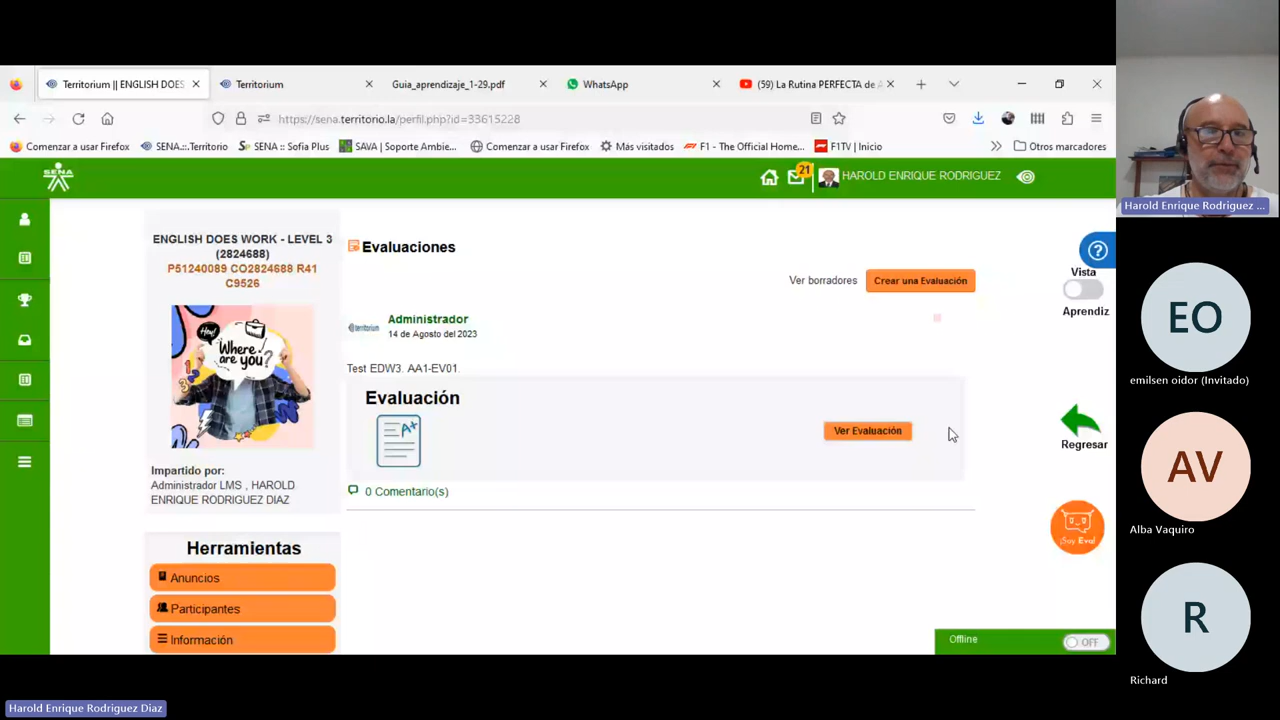 Territorium || ENGLISH DOES
Territorium
Guia_aprendizaje_1-29.pdf
WhatsApp
(59) La Rutina PERFECTA de
https://sena.territorio.la/perfil.php?id=33615228
Comenzar a usar Firefox
SENA.::.Territorio
SENA :: Sofia Plus
SAVA | Soporte Ambie...
Comenzar a usar Firefox
Más visitados
F1 - The Official Home...
F1TV | Inicio
Otros marcadores
SENA
21
HAROLD ENRIQUE RODRIGUEZ
ENGLISH DOES WORK - LEVEL 3
(2824688)
P51240089 CO2824688 R41
C9526
Hey!
Where
are you?
Impartido por:
Administrador LMS , HAROLD
ENRIQUE RODRIGUEZ DIAZ
Herramientas
Anuncios
Participantes
Información
Evaluaciones
Ver borradores
Crear una Evaluación
territorium
Administrador
14 de Agosto del 2023
Test EDW3. AA1-EV01.
Evaluación
A+
Ver Evaluación
0 Comentario(s)
?
Vista
Aprendiz
Regresar
¡Soy Eva!
Offline
OFF
Harold Enrique Rodriguez ...
EO
emilsen oidor (Invitado)
AV
Alba Vaquiro
R
Richard
Harold Enrique Rodriguez Diaz